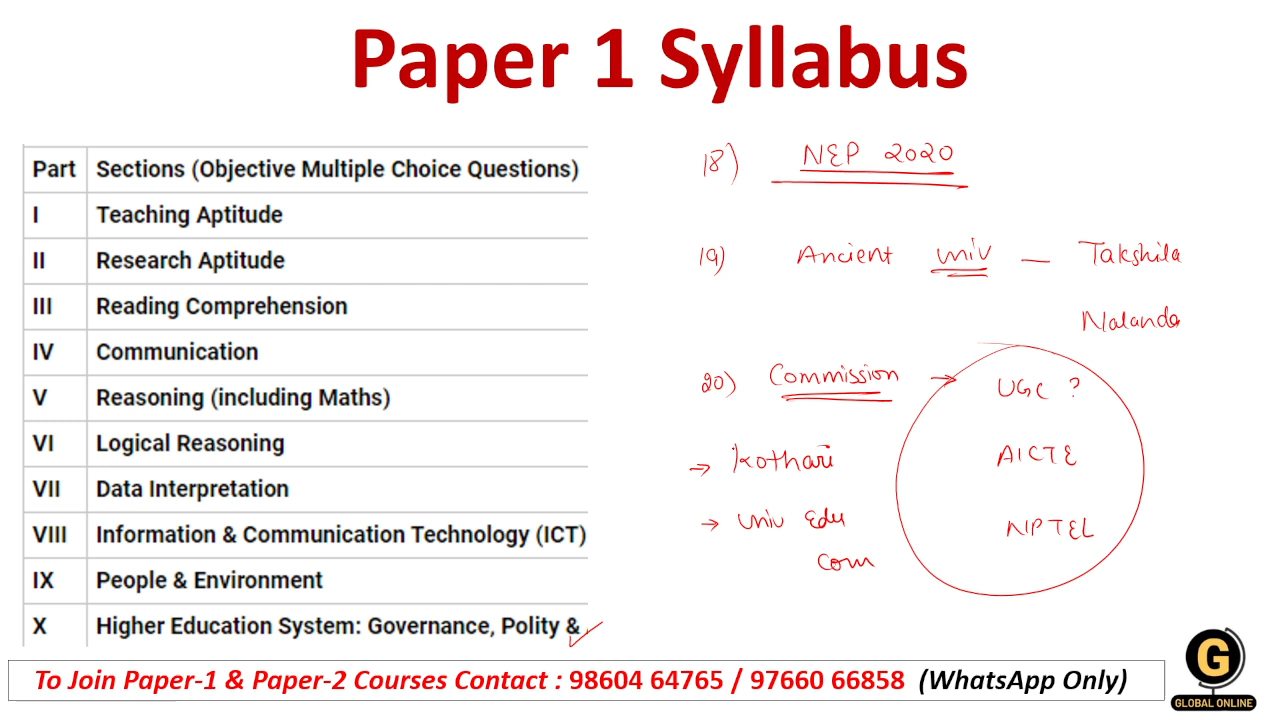 Paper 1 Syllabus
Part Sections (Objective Multiple Choice Questions)
I Teaching Aptitude
II Research Aptitude
III Reading Comprehension
IV Communication
V Reasoning (including Maths)
VI Logical Reasoning
VII Data Interpretation
VIII Information & Communication Technology (ICT)
IX People & Environment
X Higher Education System: Governance, Polity &
18) NEP 2020
19) Ancient univ — Takshila
Nalanda
20) Commission → UGC ?
AICTE
NPTEL
→ Kothari
→ Univ Edu
Com
To Join Paper-1 & Paper-2 Courses Contact : 98604 64765 / 97660 66858 (WhatsApp Only)
G
GLOBAL ONLINE